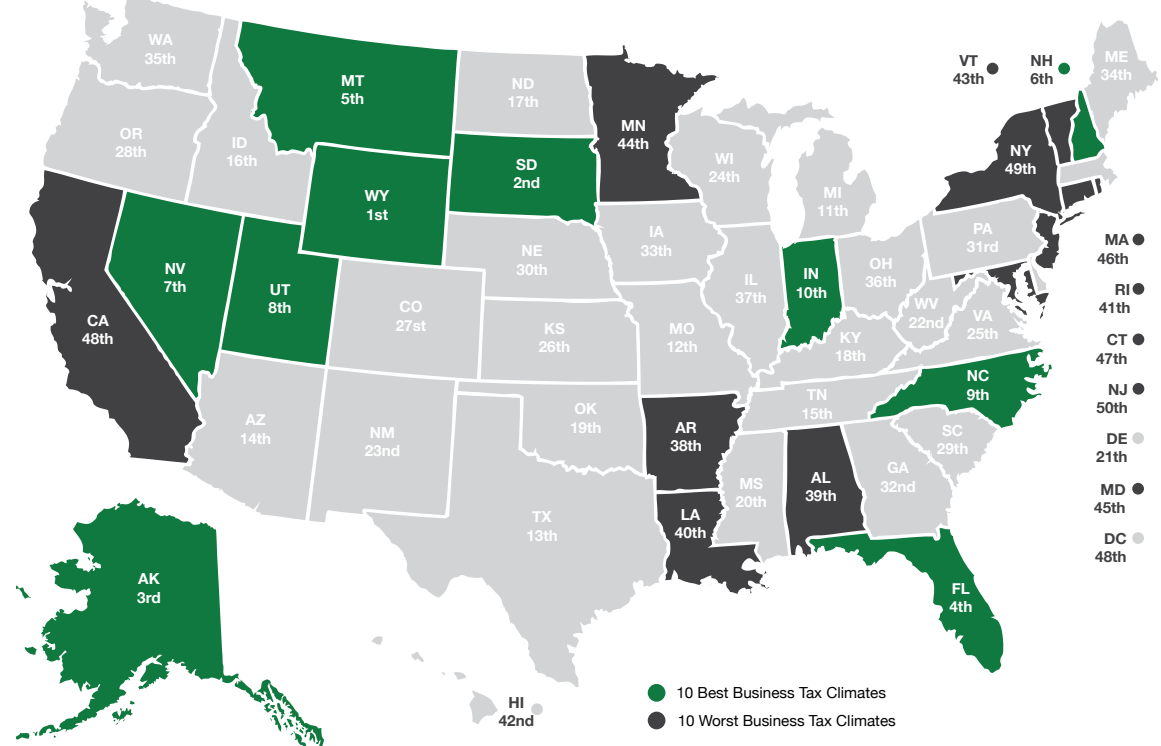 WA
35th
MT
5th
ND
17th
MN
44th
VT
43th
NH
6th
ME
34th
OR
28th
ID
16th
SD
2nd
WI
24th
NY
49th
WY
1st
MI
11th
NE
30th
IA
33th
PA
31rd
NV
7th
UT
8th
CO
27st
IL
37th
IN
10th
OH
36th
MA
46th
CA
48th
KS
26th
MO
12th
WV
22nd
VA
25th
RI
41th
KY
18th
CT
47th
NC
9th
NJ
50th
TN
15th
AZ
14th
NM
23nd
OK
19th
AR
38th
SC
29th
DE
21th
MS
20th
AL
39th
GA
32nd
MD
45th
TX
13th
LA
40th
DC
48th
AK
3rd
FL
4th
HI
42nd
10 Best Business Tax Climates
10 Worst Business Tax Climates